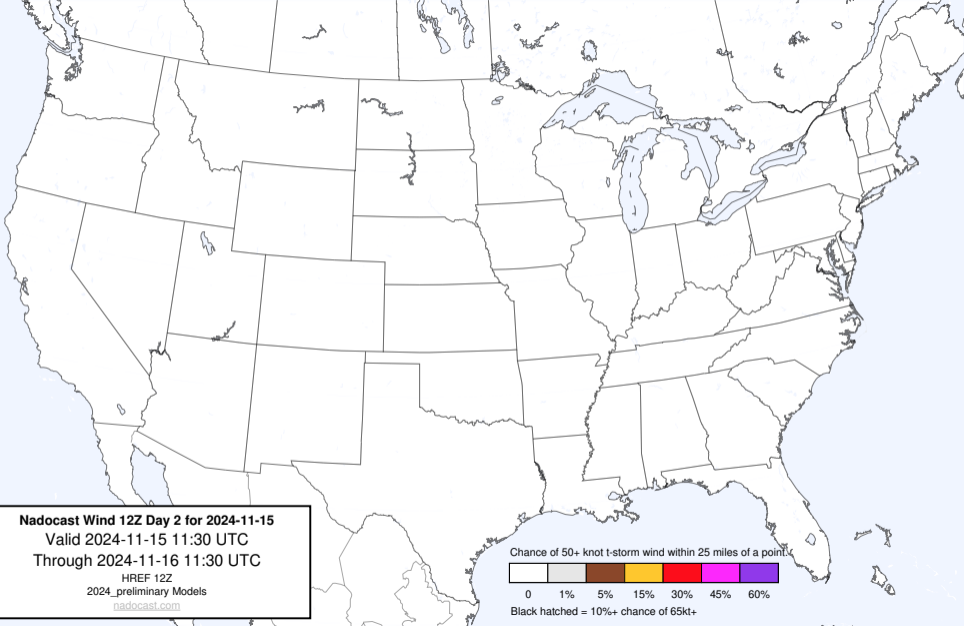 Nadocast Wind 12Z Day 2 for 2024-11-15
Valid 2024-11-15 11:30 UTC
Through 2024-11-16 11:30 UTC
HREF 12Z
2024_preliminary Models
nadocast.com
Chance of 50+ knot t-storm wind within 25 miles of a point.
0 1% 5% 15% 30% 45% 60%
Black hatched = 10%+ chance of 65kt+